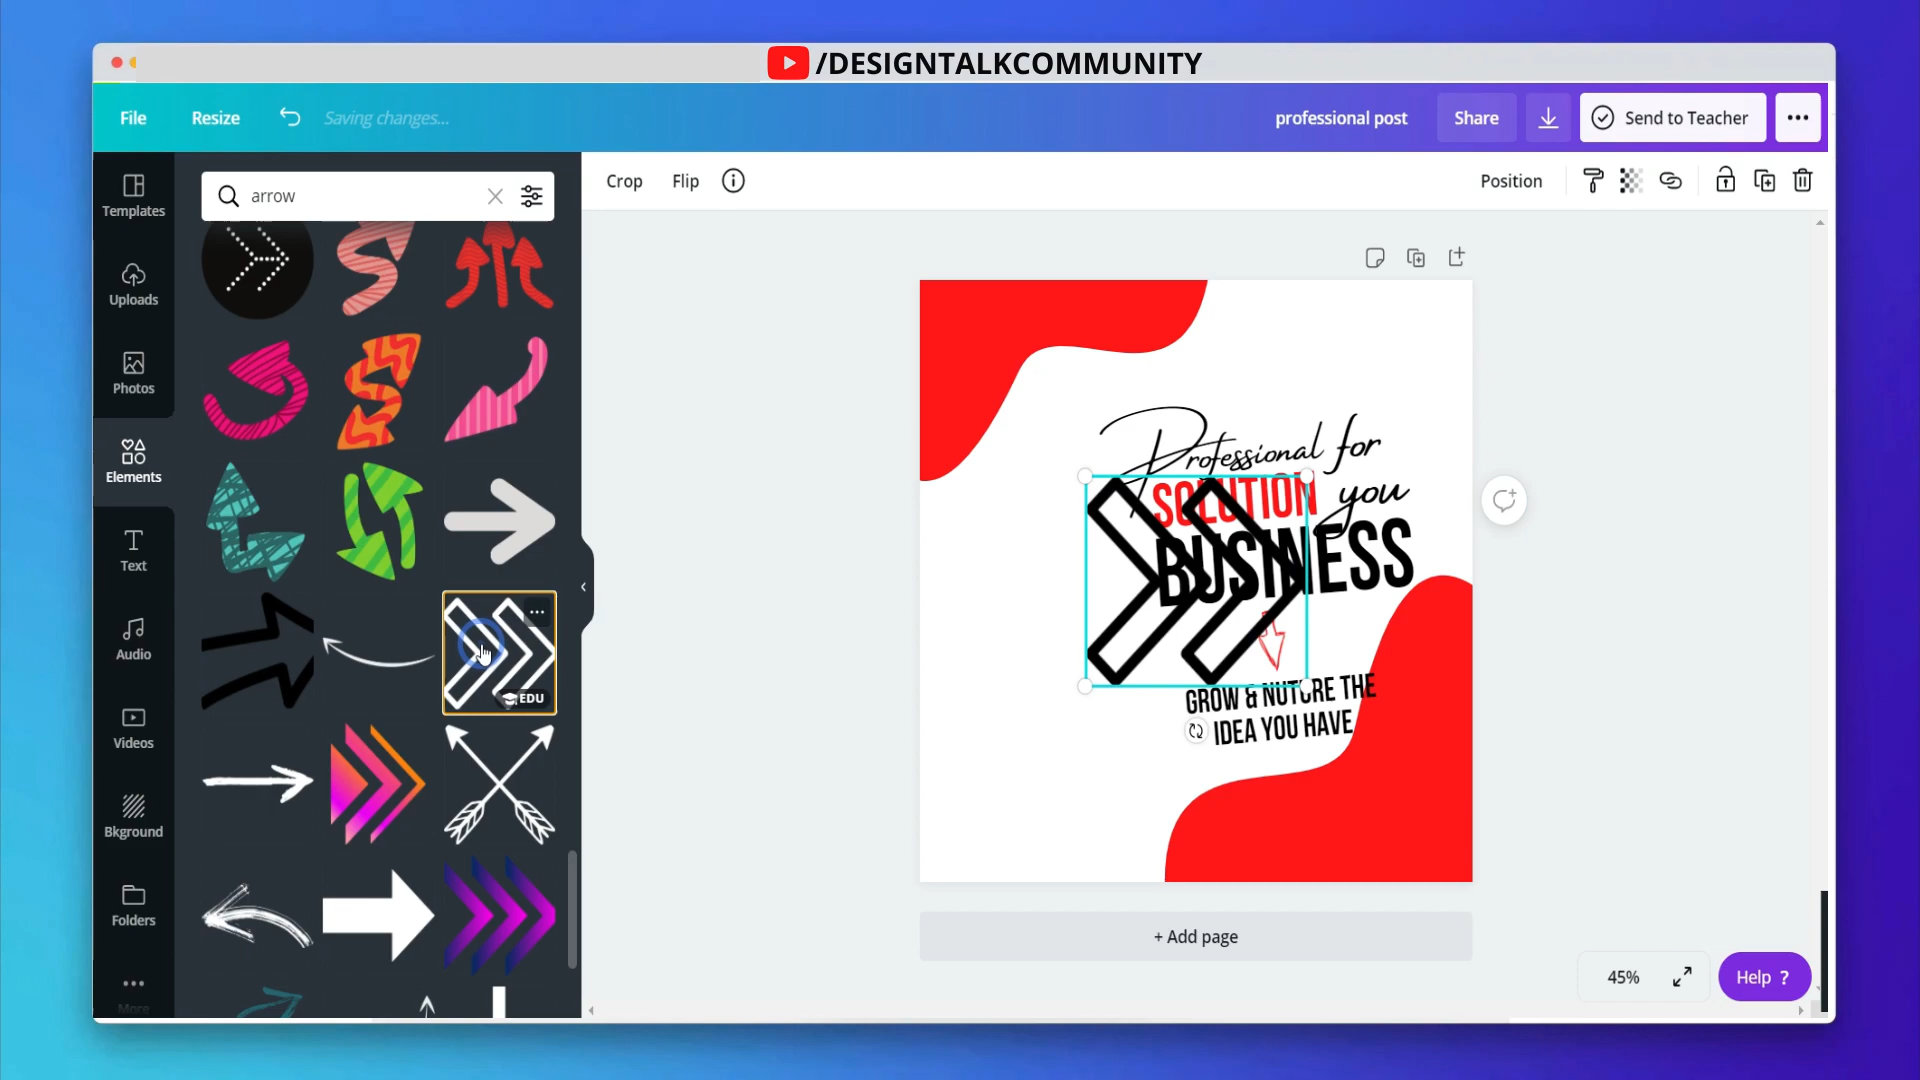 /DESIGNTALKCOMMUNITY
File
Resize
Saving changes...
professional post
Share
Send to Teacher
Templates
arrow
Crop
Flip
Position
Uploads
Photos
Elements
Text
Audio
Videos
Bkground
Folders
More
EDU
Professional for
SOLUTION you
BUSINESS
GROW & NUTURE THE
IDEA YOU HAVE
+ Add page
45%
Help ?